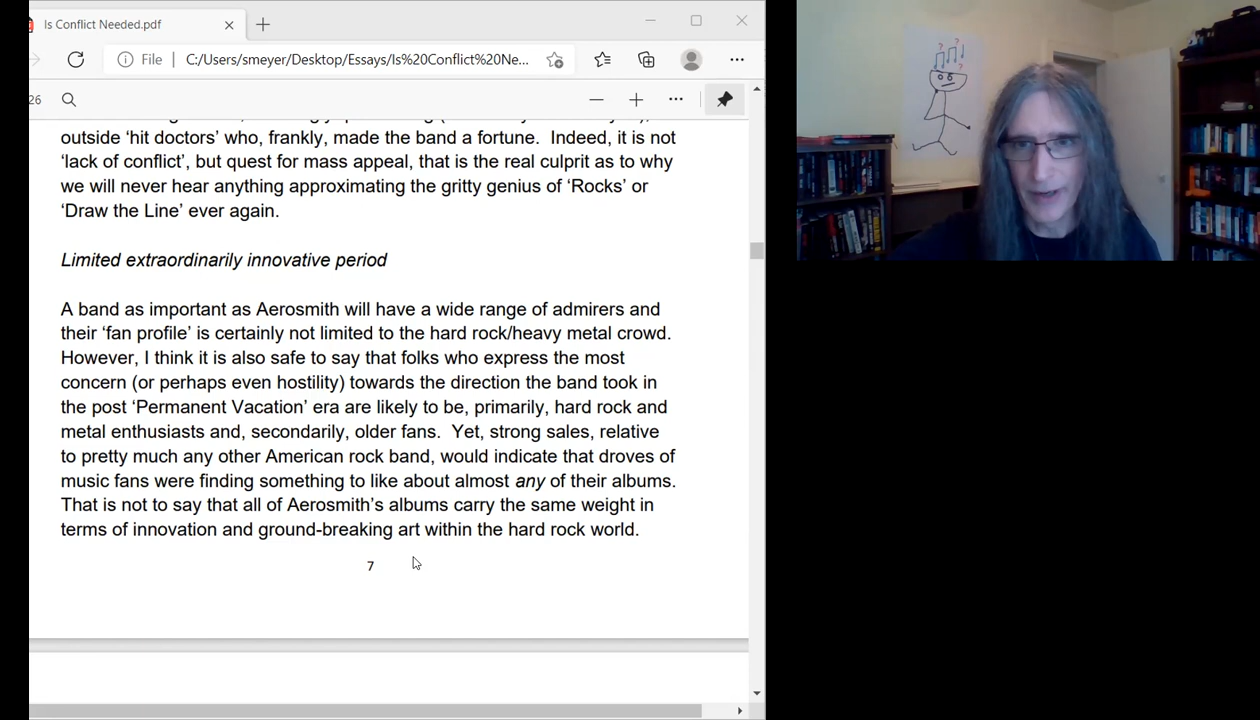 Is Conflict Needed.pdf
File C:/Users/smeyer/Desktop/Essays/Is%20Conflict%20Ne...
26
outside ‘hit doctors’ who, frankly, made the band a fortune. Indeed, it is not
‘lack of conflict’, but quest for mass appeal, that is the real culprit as to why
we will never hear anything approximating the gritty genius of ‘Rocks’ or
‘Draw the Line’ ever again.
Limited extraordinarily innovative period
A band as important as Aerosmith will have a wide range of admirers and
their ‘fan profile’ is certainly not limited to the hard rock/heavy metal crowd.
However, I think it is also safe to say that folks who express the most
concern (or perhaps even hostility) towards the direction the band took in
the post ‘Permanent Vacation’ era are likely to be, primarily, hard rock and
metal enthusiasts and, secondarily, older fans. Yet, strong sales, relative
to pretty much any other American rock band, would indicate that droves of
music fans were finding something to like about almost any of their albums.
That is not to say that all of Aerosmith’s albums carry the same weight in
terms of innovation and ground-breaking art within the hard rock world.
7